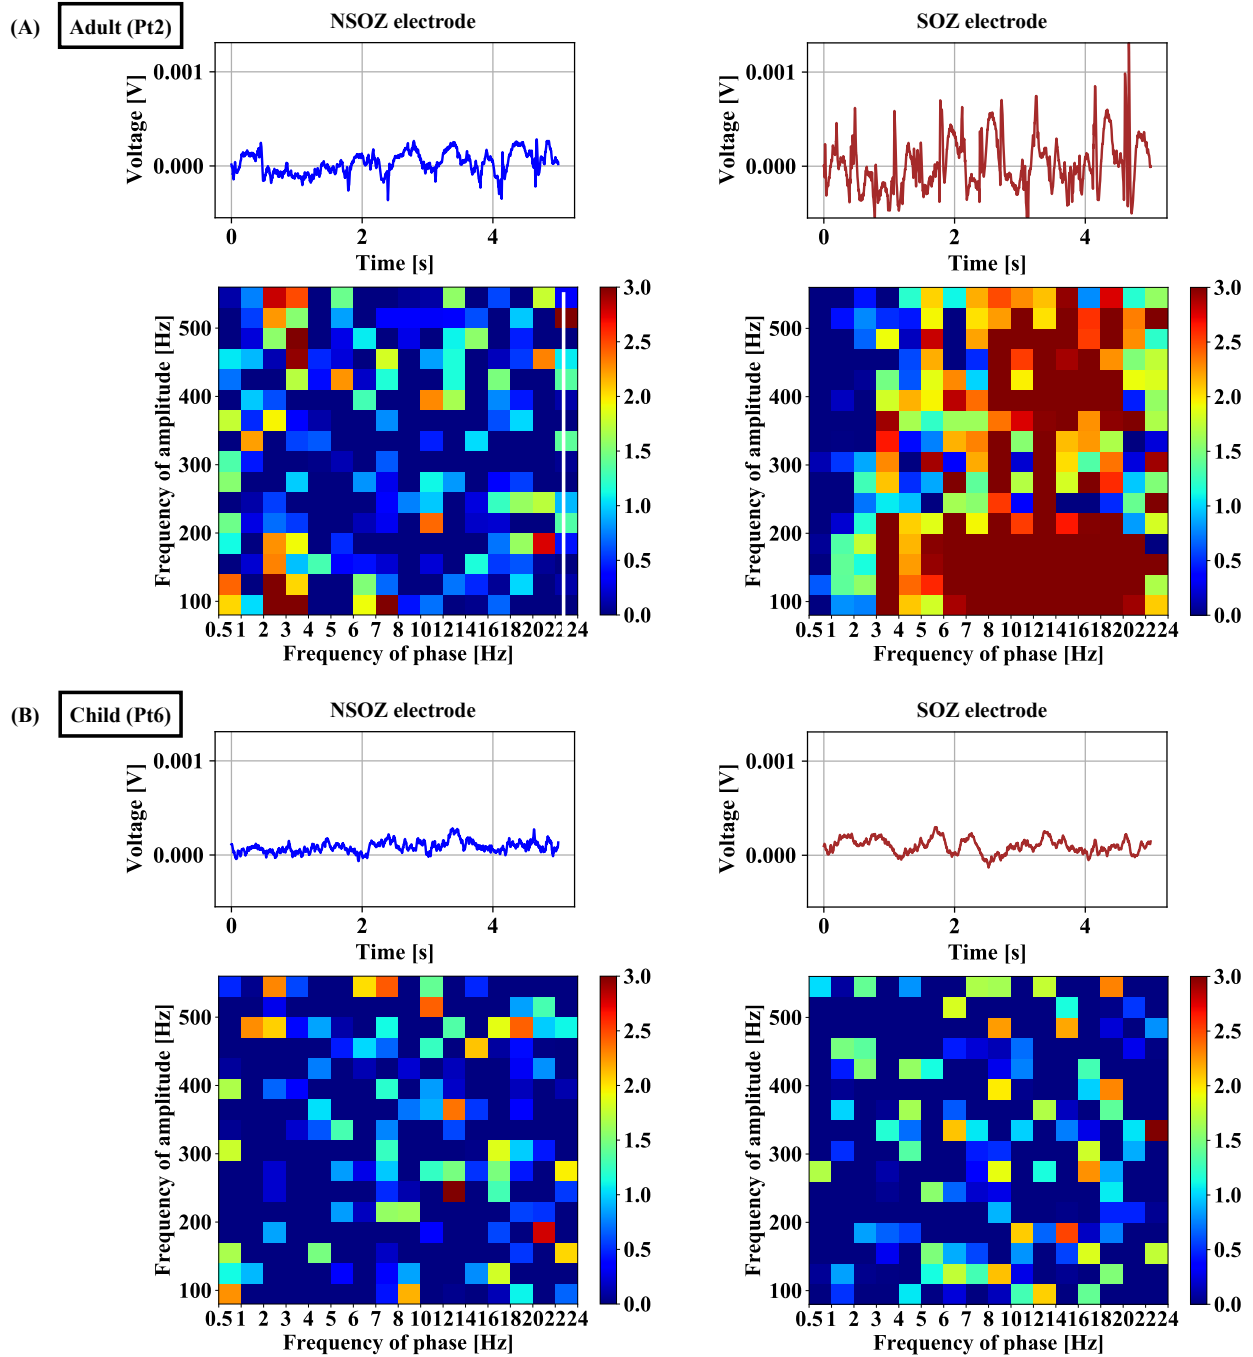 (A) Adult (Pt2)
NSOZ electrode
Voltage [V]
0.001
0.000
0 2 4
Time [s]
SOZ electrode
Voltage [V]
0.001
0.000
0 2 4
Time [s]
Frequency of amplitude [Hz]
500
400
300
200
100
0.5 1 2 3 4 5 6 7 8 10 12 14 16 18 20 22 24
Frequency of phase [Hz]
3.0
2.5
2.0
1.5
1.0
0.5
0.0
Frequency of amplitude [Hz]
500
400
300
200
100
0.5 1 2 3 4 5 6 7 8 10 12 14 16 18 20 22 24
Frequency of phase [Hz]
3.0
2.5
2.0
1.5
1.0
0.5
0.0
(B) Child (Pt6)
NSOZ electrode
Voltage [V]
0.001
0.000
0 2 4
Time [s]
SOZ electrode
Voltage [V]
0.001
0.000
0 2 4
Time [s]
Frequency of amplitude [Hz]
500
400
300
200
100
0.5 1 2 3 4 5 6 7 8 10 12 14 16 18 20 22 24
Frequency of phase [Hz]
3.0
2.5
2.0
1.5
1.0
0.5
0.0
Frequency of amplitude [Hz]
500
400
300
200
100
0.5 1 2 3 4 5 6 7 8 10 12 14 16 18 20 22 24
Frequency of phase [Hz]
3.0
2.5
2.0
1.5
1.0
0.5
0.0